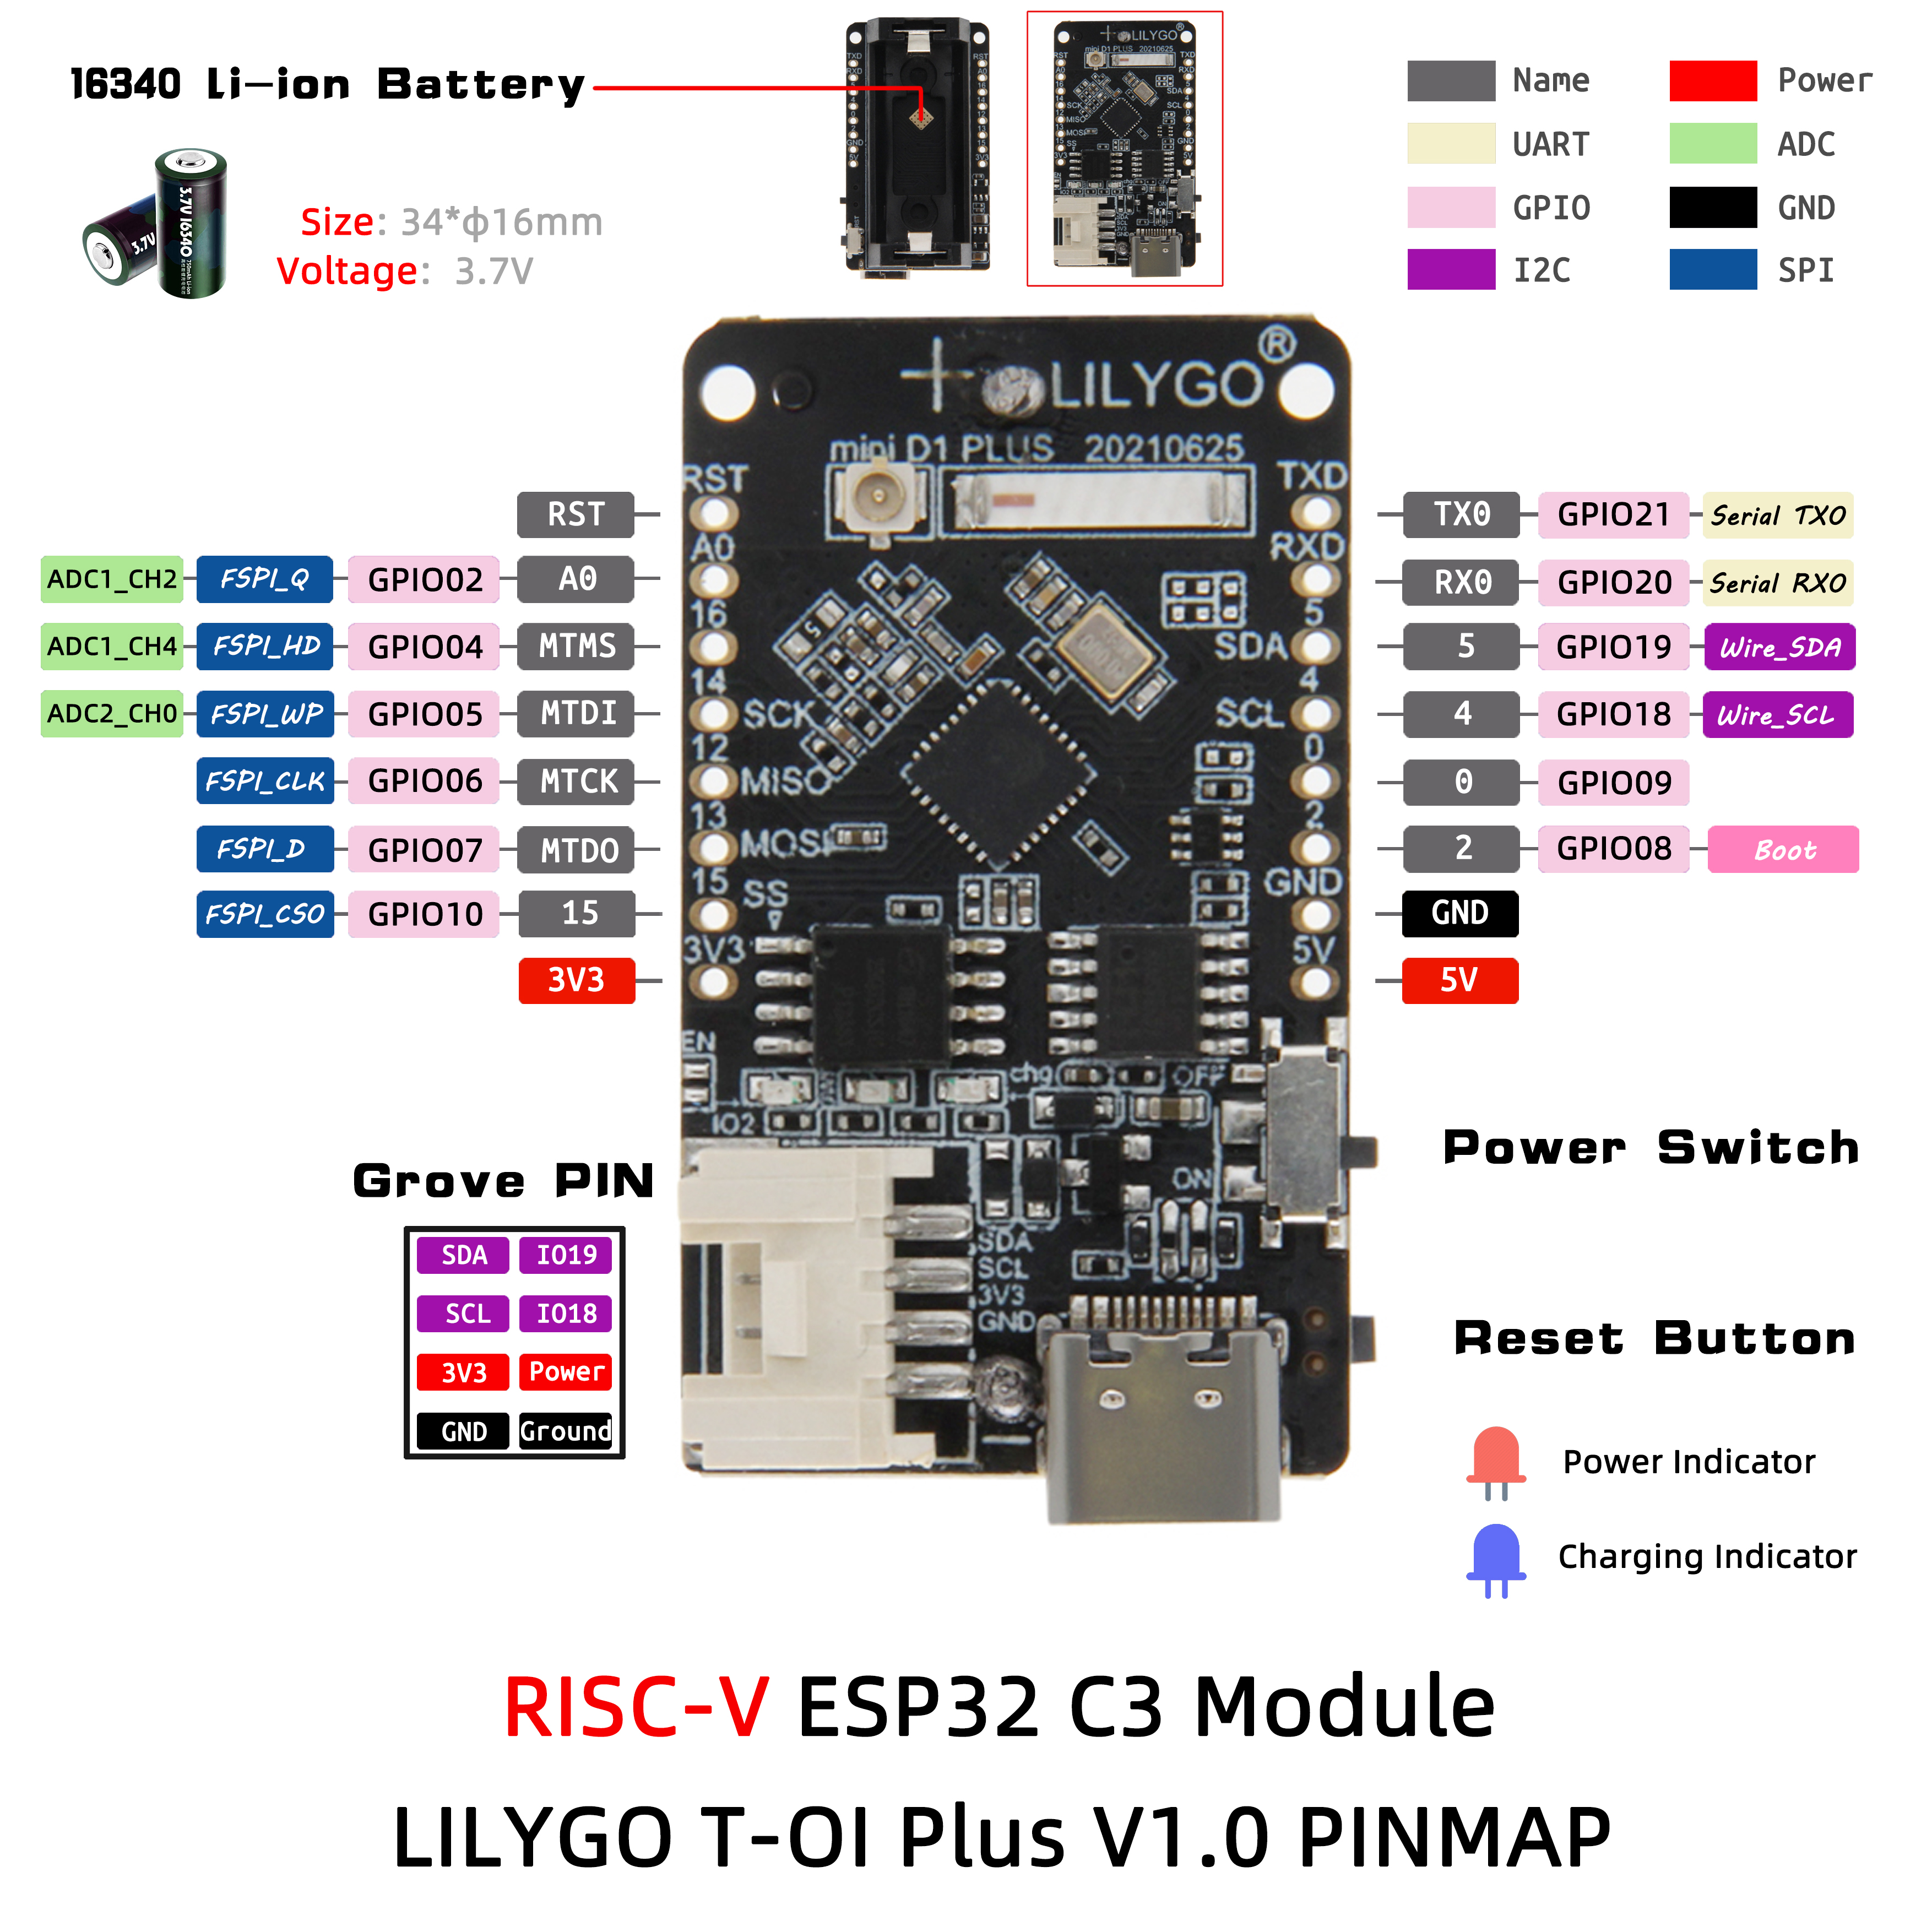 16340 Li-ion Battery
Size: 34*ф16mm
Voltage: 3.7V
3.7V
3.7V 16340
Name
Power
UART
ADC
GPIO
GND
I2C
SPI
+ LILYGO®
mini D1 PLUS 20210625
RST
TXD
RST
TX0 GPIO21 Serial TX0
A0
RXD
ADC1_CH2 FSPI_Q GPIO02 A0
RX0 GPIO20 Serial RX0
16
5
ADC1_CH4 FSPI_HD GPIO04 MTMS
SDA
5 GPIO19 Wire_SDA
14
4
ADC2_CH0 FSPI_WP GPIO05 MTDI
SCK
SCL
4 GPIO18 Wire_SCL
12
0
FSPI_CLK GPIO06 MTCK
MISO
0 GPIO09
13
2
FSPI_D GPIO07 MTDO
MOSI
2 GPIO08 Boot
15
SS
GND
FSPI_CS0 GPIO10 15
GND
3V3
5V
3V3
5V
EN
chg
OFF
IO2
ON
Power Switch
Grove PIN
SDA IO19
SCL IO18
3V3 Power
GND Ground
SDA
SCL
3V3
GND
Reset Button
Power Indicator
Charging Indicator
RISC-V ESP32 C3 Module
LILYGO T-OI Plus V1.0 PINMAP